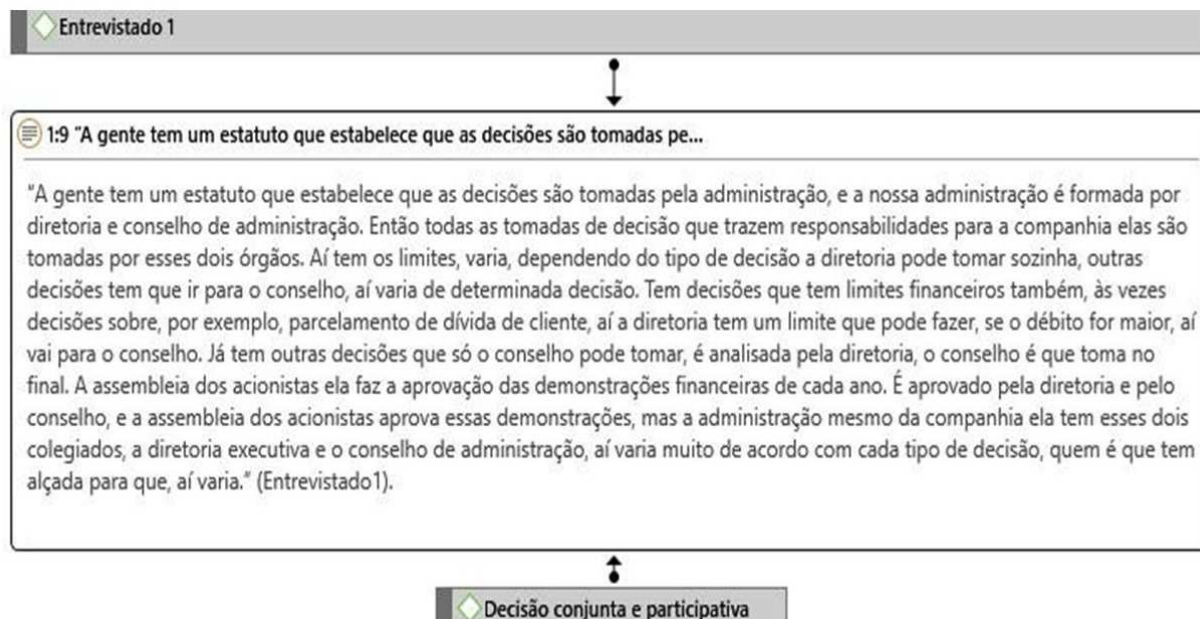 Entrevistado 1
1:9 "A gente tem um estatuto que estabelece que as decisões são tomadas pe...
"A gente tem um estatuto que estabelece que as decisões são tomadas pela administração, e a nossa administração é formada por
diretoria e conselho de administração. Então todas as tomadas de decisão que trazem responsabilidades para a companhia elas são
tomadas por esses dois órgãos. Aí tem os limites, varia, dependendo do tipo de decisão a diretoria pode tomar sozinha, outras
decisões tem que ir para o conselho, aí varia de determinada decisão. Tem decisões que tem limites financeiros também, às vezes
decisões sobre, por exemplo, parcelamento de dívida de cliente, aí a diretoria tem um limite que pode fazer, se o débito for maior, aí
vai para o conselho. Já tem outras decisões que só o conselho pode tomar, é analisada pela diretoria, o conselho é que toma no
final. A assembleia dos acionistas ela faz a aprovação das demonstrações financeiras de cada ano. É aprovado pela diretoria e pelo
conselho, e a assembleia dos acionistas aprova essas demonstrações, mas a administração mesmo da companhia ela tem esses dois
colegiados, a diretoria executiva e o conselho de administração, aí varia muito de acordo com cada tipo de decisão, quem é que tem
alçada para que, aí varia." (Entrevistado1).
Decisão conjunta e participativa